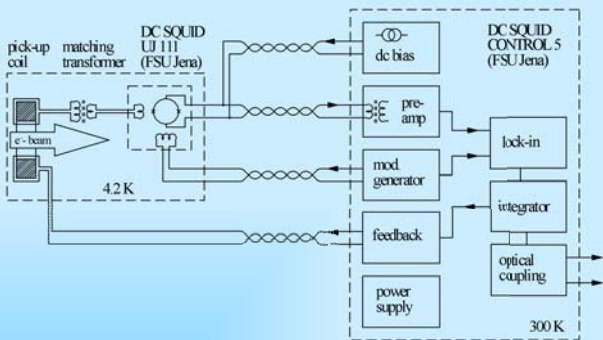 pick-up
coil
matching
transformer
DC SQUID
UJ 111
(FSU Jena)
e⁻- beam
4.2 K
DC SQUID
CONTROL 5
(FSU Jena)
dc bias
pre-
amp
lock-in
mod.
generator
integrator
feedback
optical
coupling
power
supply
300 K